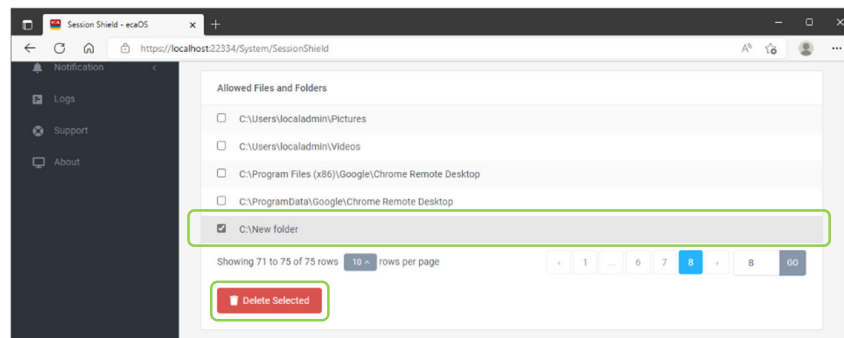 Session Shield - ecaOS
https://localhost:22334/System/SessionShield
Notification
Logs
Support
About
Allowed Files and Folders
C:\Users\localadmin\Pictures
C:\Users\localadmin\Videos
C:\Program Files (x86)\Google\Chrome Remote Desktop
C:\ProgramData\Google\Chrome Remote Desktop
C:\New folder
Showing 71 to 75 of 75 rows 10 rows per page
‹ 1 ... 6 7 8 › 8 GO
Delete Selected